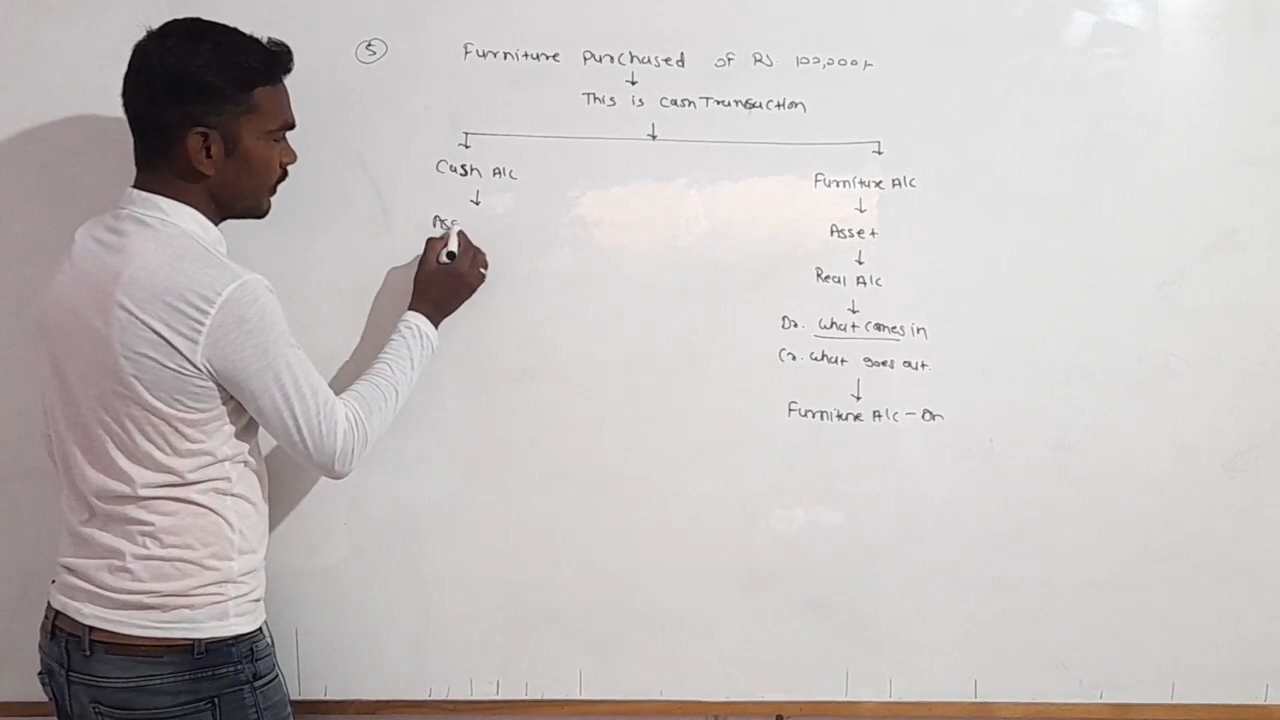 5 Furniture purchased of Rs. 100,000/-
This is cash Transaction
Cash A/c
Ass
Furniture A/c
Asset
Real A/c
Dr. what comes in
Cr. what goes out.
Furniture A/c - Dr